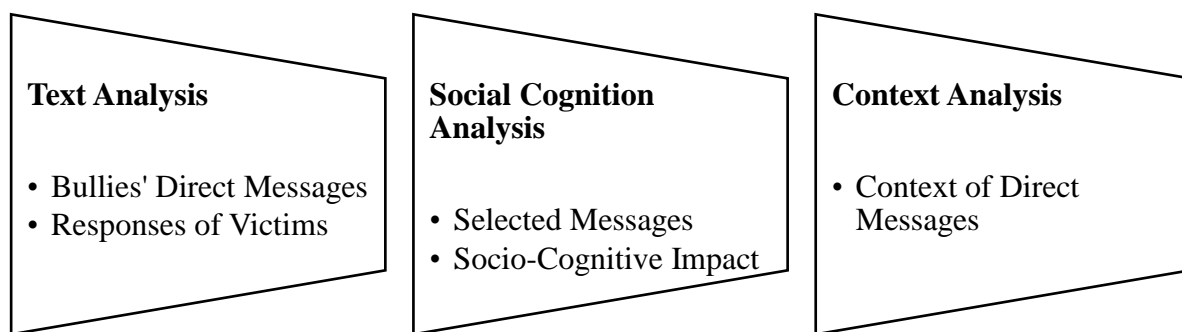 Text Analysis
• Bullies' Direct Messages
• Responses of Victims
Social Cognition
Analysis
• Selected Messages
• Socio-Cognitive Impact
Context Analysis
• Context of Direct
Messages